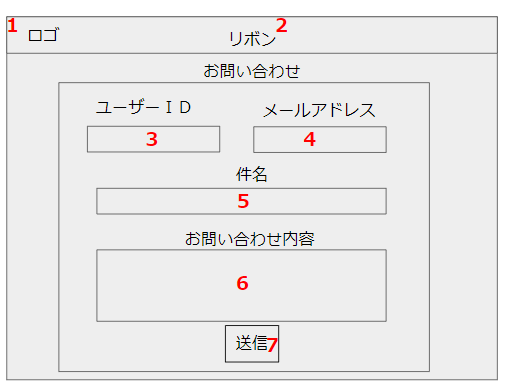 1 ロゴ リボン 2
お問い合わせ
ユーザーＩＤ メールアドレス
3 4
件名
5
お問い合わせ内容
6
送信 7